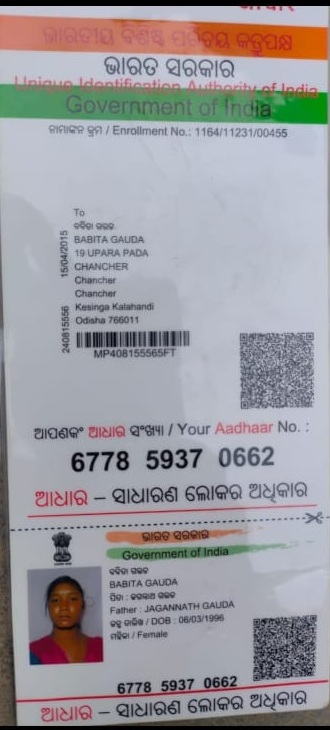 ଆଧାର
ଭାରତୀୟ ବିଶିଷ୍ଟ ପରିଚୟ କତ୍ତୃପକ୍ଷ
ଭାରତ ସରକାର
Unique Identification Authority of India
Government of India
ନାମାଙ୍କନ କ୍ରମ / Enrollment No.: 1164/11231/00455
To
ବବିତା ଗଉଡ
BABITA GAUDA
19 UPARA PADA
CHANCHER
Chancher
Chancher
Kesinga Kalahandi
Odisha 766011
15/04/2015
240815556
MP408155565FT
ଆପଣଙ୍କ ଆଧାର ସଂଖ୍ୟା / Your Aadhaar No. :
6778 5937 0662
ଆଧାର – ସାଧାରଣ ଲୋକର ଅଧିକାର
ଭାରତ ସରକାର
Government of India
ବବିତା ଗଉଡ
BABITA GAUDA
ପିତା : ଜଗନ୍ନାଥ ଗଉଡ
Father : JAGANNATH GAUDA
ଜନ୍ମ ତାରିଖ / DOB : 06/03/1996
ମହିଳା / Female
6778 5937 0662
ଆଧାର – ସାଧାରଣ ଲୋକର ଅଧିକାର